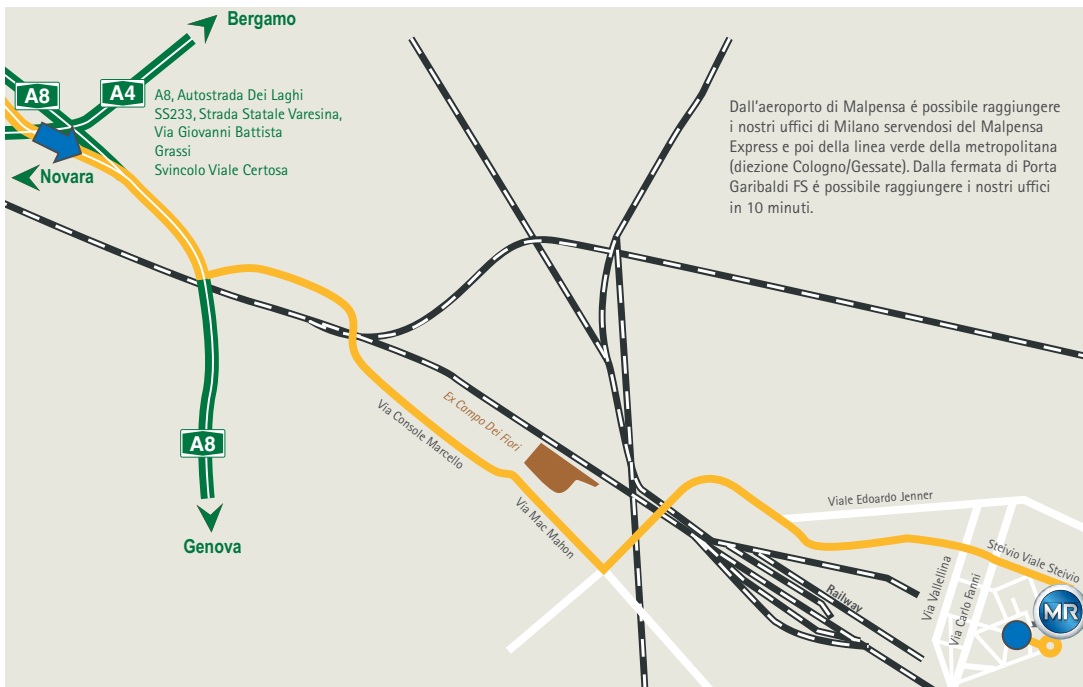 Bergamo
A8
A4
A8, Autostrada Dei Laghi
SS233, Strada Statale Varesina,
Via Giovanni Battista
Grassi
Svincolo Viale Certosa
Novara
Dall'aeroporto di Malpensa é possibile raggiungere
i nostri uffici di Milano servendosi del Malpensa
Express e poi della linea verde della metropolitana
(diezione Cologno/Gessate). Dalla fermata di Porta
Garibaldi FS é possibile raggiungere i nostri uffici
in 10 minuti.
Ex Campo Dei Fiori
Via Console Marcello
A8
Genova
Via Mac Mahon
Viale Edoardo Jenner
Steivio Viale Steivio
Via Vallellina
Via Carlo Fanni
Railway
MR